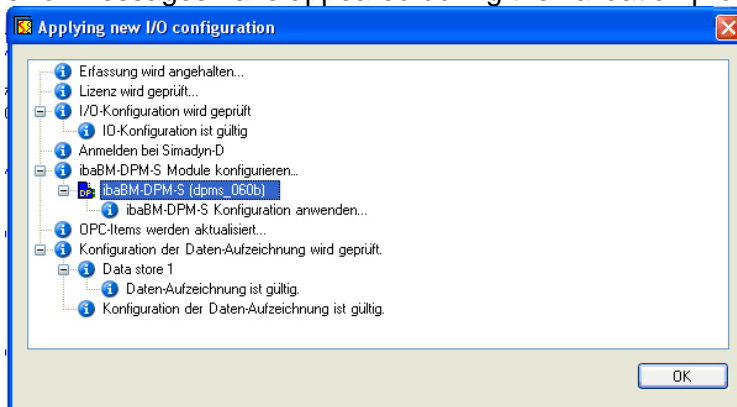 Applying new I/O configuration
Erfassung wird angehalten...
Lizenz wird geprüft...
I/O-Konfiguration wird geprüft
IO-Konfiguration ist gültig
Anmelden bei Simadyn-D
ibaBM-DPM-S Module konfigurieren...
ibaBM-DPM-S (dpms_060b)
ibaBM-DPM-S Konfiguration anwenden...
OPC-Items werden aktualisiert...
Konfiguration der Daten-Aufzeichnung wird geprüft.
Data store 1
Daten-Aufzeichnung ist gültig.
Konfiguration der Daten-Aufzeichnung ist gültig.
OK